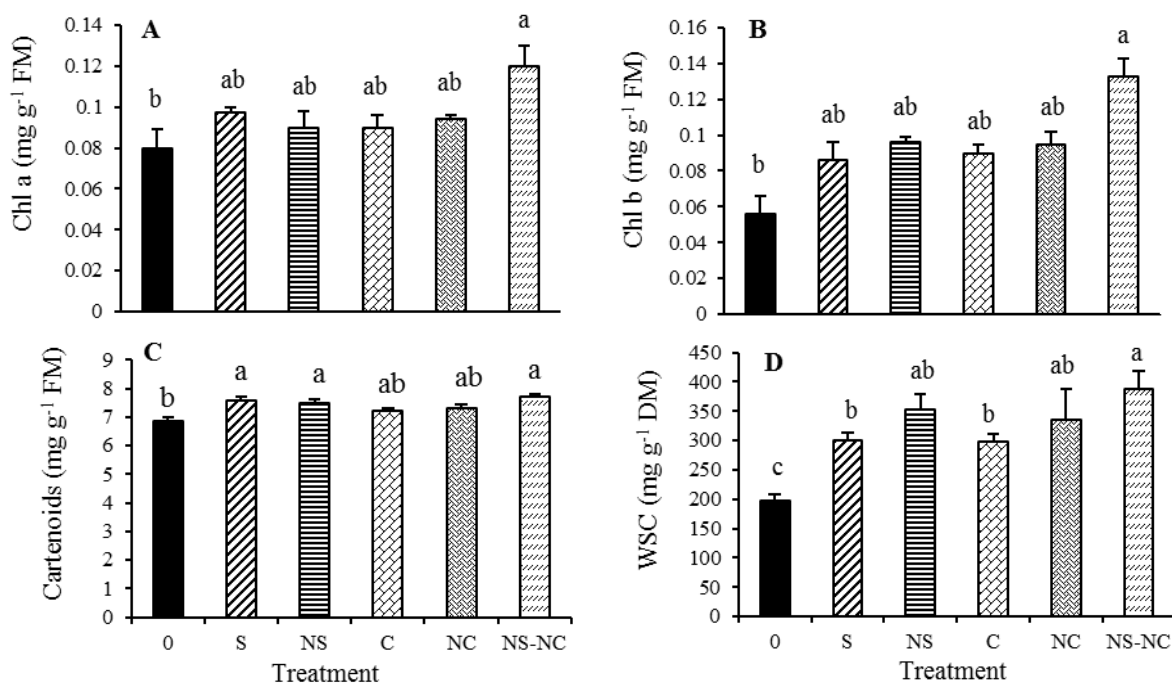 A
Chl a (mg g⁻¹ FM)
0.14
0.12
0.1
0.08
0.06
0.04
0.02
0
b
ab
ab
ab
ab
a
B
Chl b (mg g⁻¹ FM)
0.16
0.14
0.12
0.1
0.08
0.06
0.04
0.02
0
b
ab
ab
ab
ab
a
C
Cartenoids (mg g⁻¹ FM)
9
8
7
6
5
4
3
2
1
0
b
a
a
ab
ab
a
0 S NS C NC NS-NC
Treatment
D
WSC (mg g⁻¹ DM)
450
400
350
300
250
200
150
100
50
0
c
b
ab
b
ab
a
0 S NS C NC NS-NC
Treatment